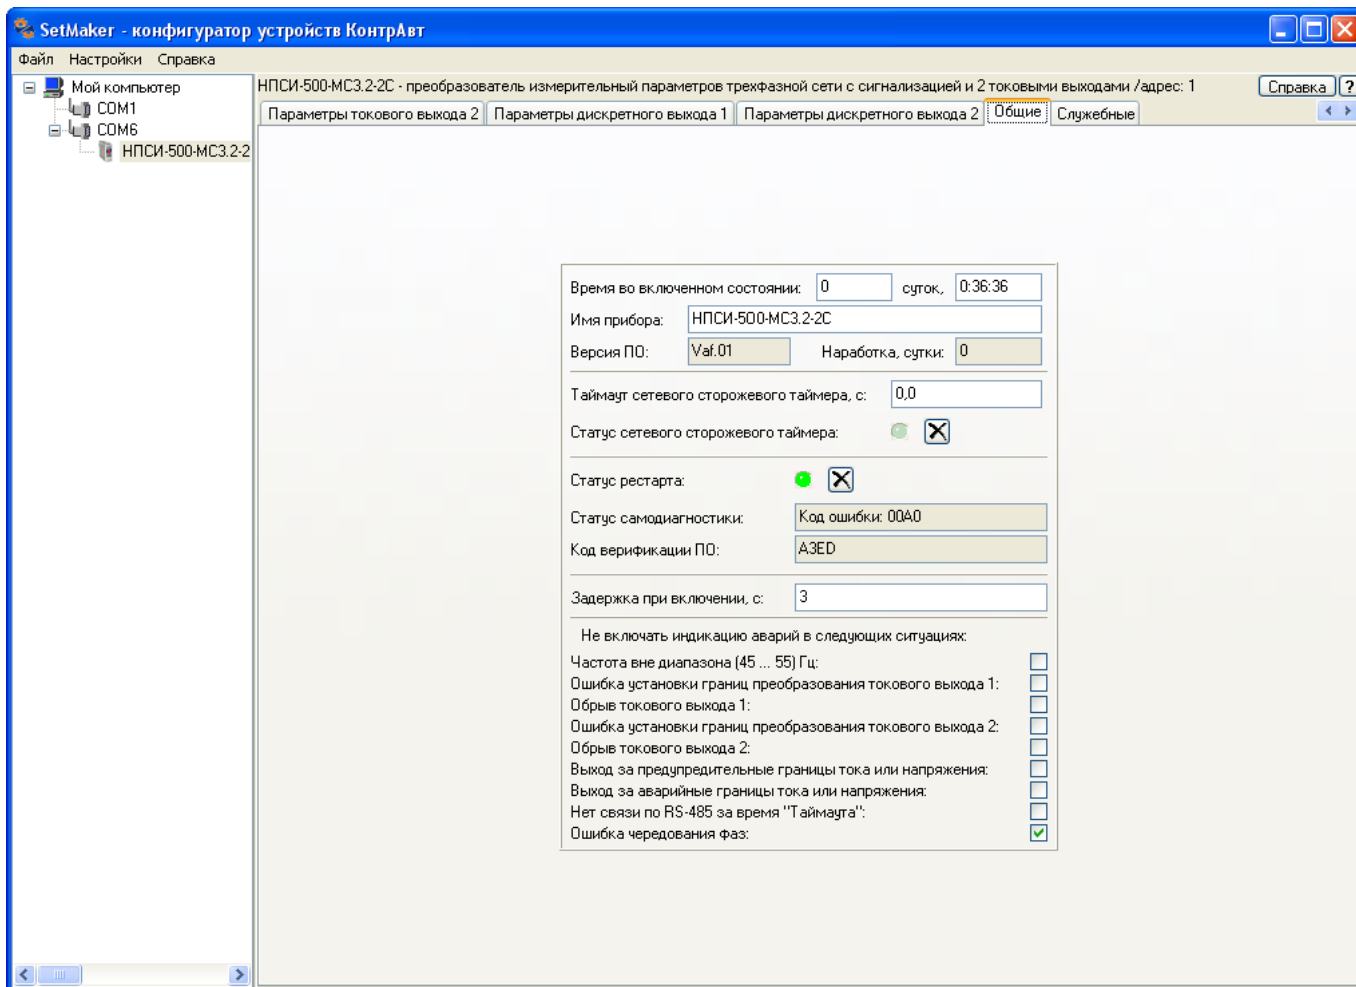 SetMaker - конфигуратор устройств КонтрАвт
Файл Настройки Справка
Мой компьютер
COM1
COM6
НПСИ-500-МС3.2-2
НПСИ-500-МС3.2-2С - преобразователь измерительный параметров трехфазной сети с сигнализацией и 2 токовыми выходами /адрес: 1
Справка ?
Параметры токового выхода 2 Параметры дискретного выхода 1 Параметры дискретного выхода 2 Общие Служебные
Время во включенном состоянии: 0 суток, 0:36:36
Имя прибора: НПСИ-500-МС3.2-2С
Версия ПО: Vaf.01 Наработка, сутки: 0
Таймаут сетевого сторожевого таймера, с: 0,0
Статус сетевого сторожевого таймера:
Статус рестарта:
Статус самодиагностики: Код ошибки: 00A0
Код верификации ПО: A3ED
Задержка при включении, с: 3
Не включать индикацию аварий в следующих ситуациях:
Частота вне диапазона (45 ... 55) Гц:
Ошибка установки границ преобразования токового выхода 1:
Обрыв токового выхода 1:
Ошибка установки границ преобразования токового выхода 2:
Обрыв токового выхода 2:
Выход за предупредительные границы тока или напряжения:
Выход за аварийные границы тока или напряжения:
Нет связи по RS-485 за время "Таймаута":
Ошибка чередования фаз: